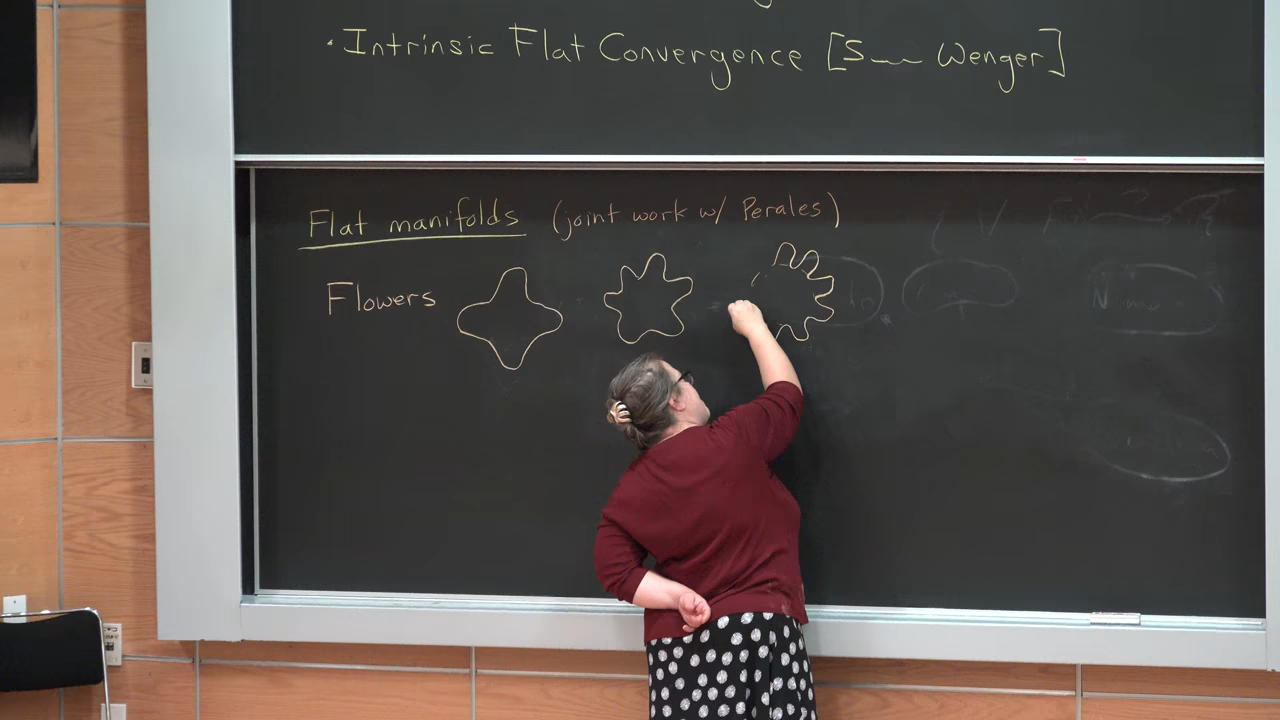 · Intrinsic Flat Convergence [S Wenger]
Flat manifolds (joint work w/ Perales)
Flowers